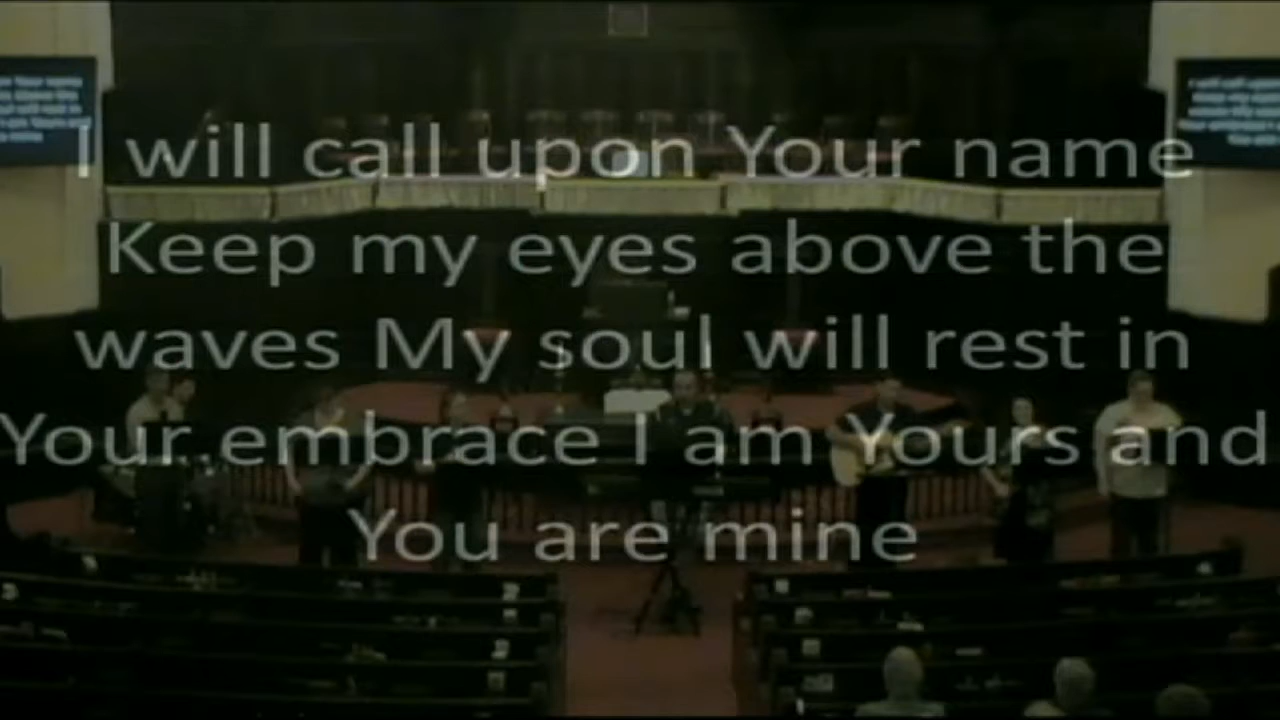 I will call upon Your name
Keep my eyes above the
waves My soul will rest in
Your embrace I am Yours and
You are mine